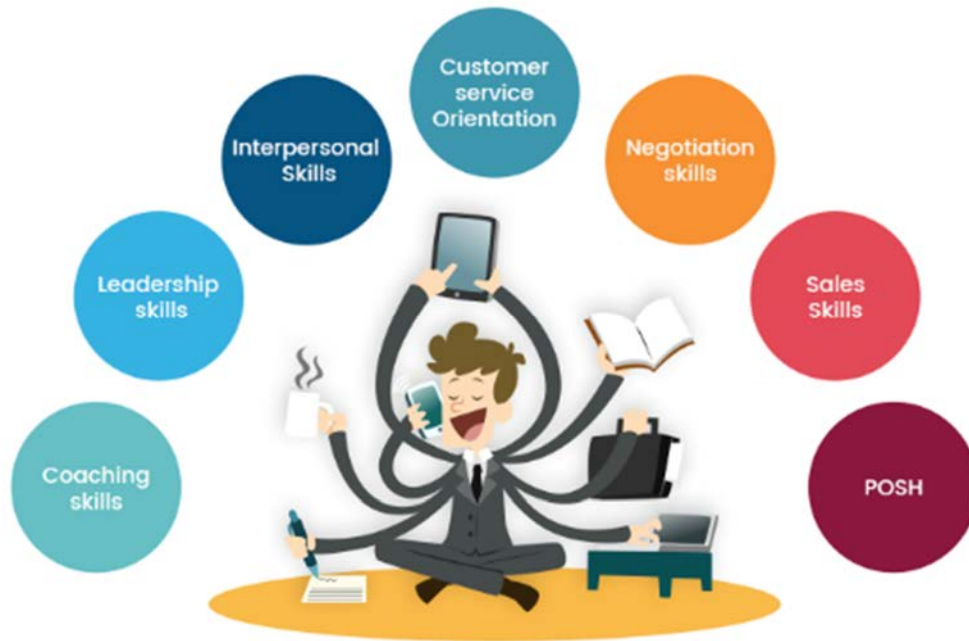 Customer
service
Orientation
Interpersonal
Skills
Negotiation
skills
Leadership
skills
Sales
Skills
Coaching
skills
POSH